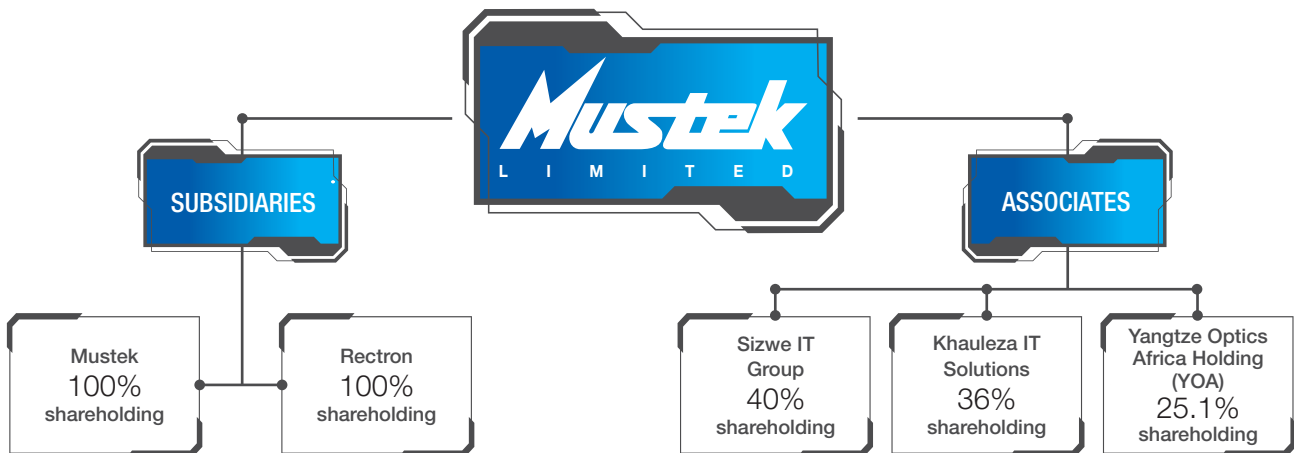 Mustek
LIMITED
SUBSIDIARIES
ASSOCIATES
Mustek
100%
shareholding
Rectron
100%
shareholding
Sizwe IT
Group
40%
shareholding
Khauleza IT
Solutions
36%
shareholding
Yangtze Optics
Africa Holding
(YOA)
25.1%
shareholding